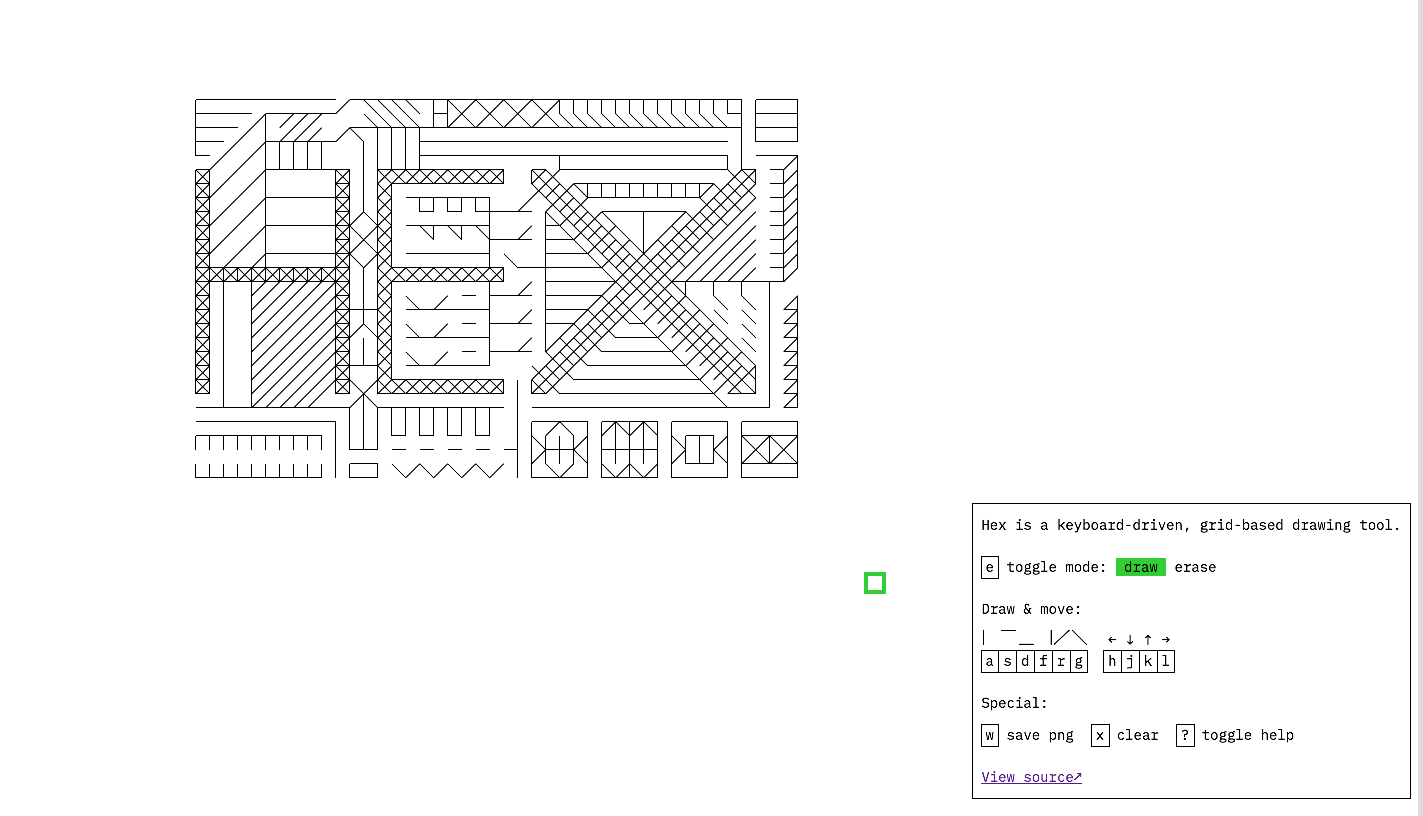 HEX
Hex is a keyboard-driven, grid-based drawing tool.
e toggle mode: draw erase
Draw & move:
← ↓ ↑ →
a s d f r g h j k l
Special:
w save png x clear ? toggle help
View source↗